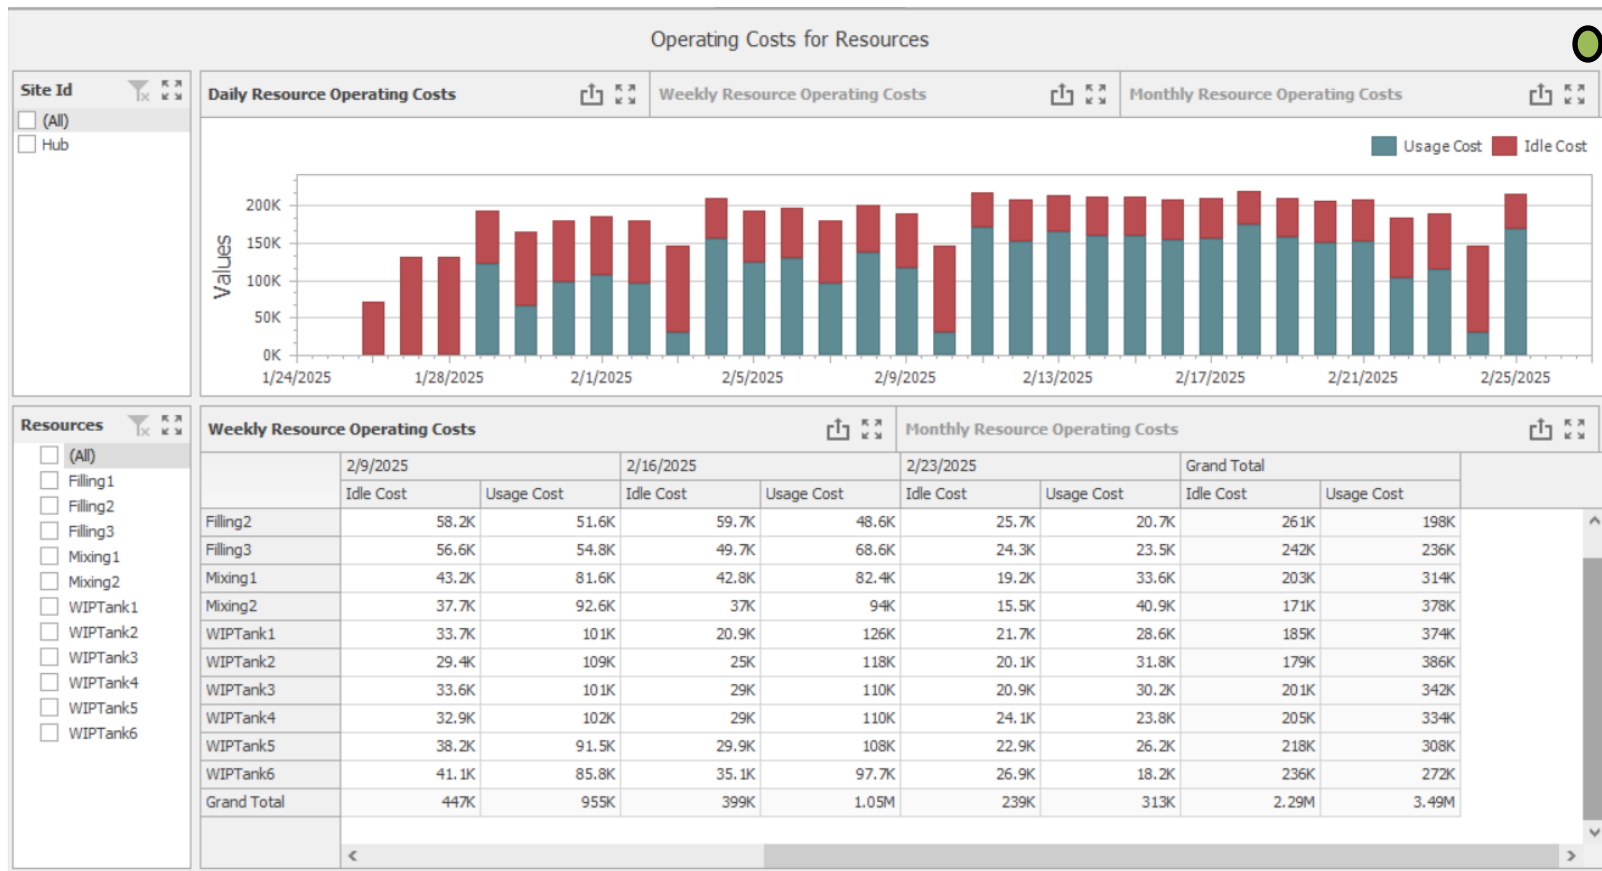 Operating Costs for Resources
Site Id
(All)
Hub
Daily Resource Operating Costs
Weekly Resource Operating Costs
Monthly Resource Operating Costs
Usage Cost Idle Cost
Values
200K
150K
100K
50K
0K
1/24/2025 1/28/2025 2/1/2025 2/5/2025 2/9/2025 2/13/2025 2/17/2025 2/21/2025 2/25/2025
Resources
(All)
Filling1
Filling2
Filling3
Mixing1
Mixing2
WIPTank1
WIPTank2
WIPTank3
WIPTank4
WIPTank5
WIPTank6
Weekly Resource Operating Costs
Monthly Resource Operating Costs
2/9/2025 2/16/2025 2/23/2025 Grand Total
Idle Cost Usage Cost Idle Cost Usage Cost Idle Cost Usage Cost Idle Cost Usage Cost
Filling2 58.2K 51.6K 59.7K 48.6K 25.7K 20.7K 261K 198K
Filling3 56.6K 54.8K 49.7K 68.6K 24.3K 23.5K 242K 236K
Mixing1 43.2K 81.6K 42.8K 82.4K 19.2K 33.6K 203K 314K
Mixing2 37.7K 92.6K 37K 94K 15.5K 40.9K 171K 378K
WIPTank1 33.7K 101K 20.9K 126K 21.7K 28.6K 185K 374K
WIPTank2 29.4K 109K 25K 118K 20.1K 31.8K 179K 386K
WIPTank3 33.6K 101K 29K 110K 20.9K 30.2K 201K 342K
WIPTank4 32.9K 102K 29K 110K 24.1K 23.8K 205K 334K
WIPTank5 38.2K 91.5K 29.9K 108K 22.9K 26.2K 218K 308K
WIPTank6 41.1K 85.8K 35.1K 97.7K 26.9K 18.2K 236K 272K
Grand Total 447K 955K 399K 1.05M 239K 313K 2.29M 3.49M